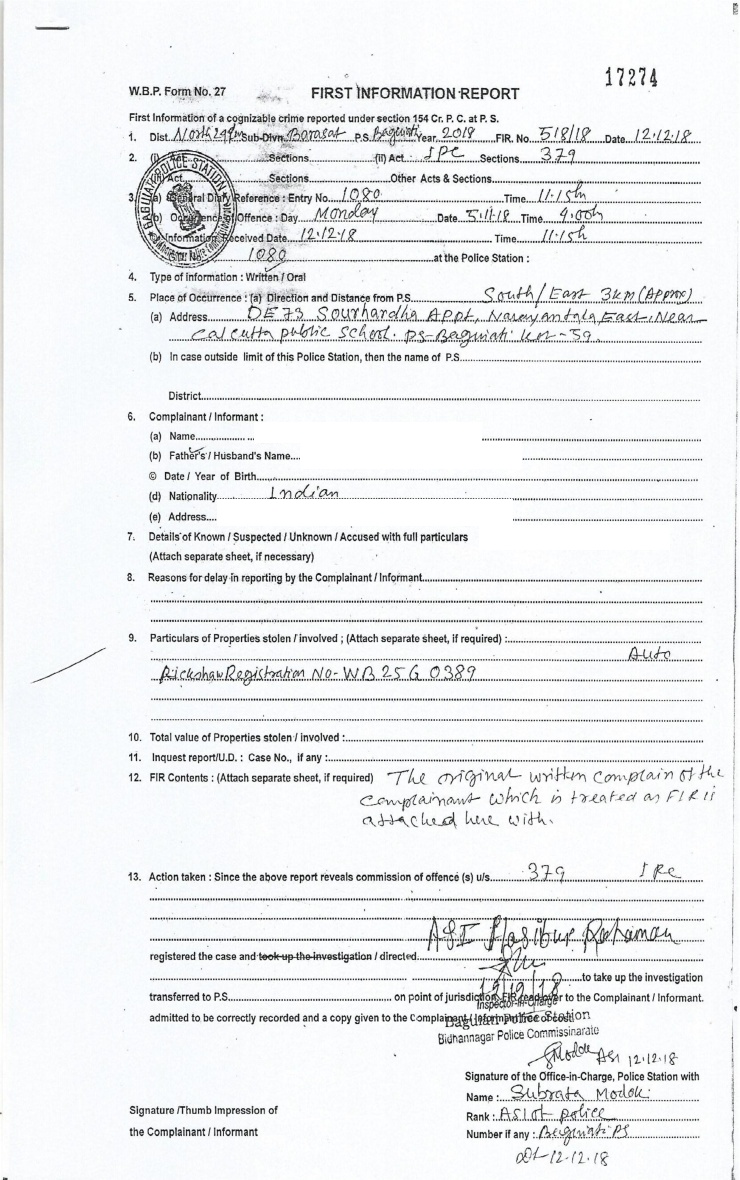 17274
W.B.P. Form No. 27 FIRST INFORMATION REPORT
First Information of a cognizable crime reported under section 154 Cr. P. C. at P. S.
1. Dist. North 24 Sub-Divn. Barasat P.S. Baguiati Year. 2018 FIR. No. 518/18 Date 12.12.18
2. (i) Act Sections (ii) Act. IPC Sections 379
(iii) Act Sections Other Acts & Sections
3. (a) General Diary Reference : Entry No. 1080 Time 11.15h
(b) Occurrence of Offence : Day Monday Date 5.11.18 Time 9.00h
Information Received Date 12.12.18 Time 11.15h
1080 at the Police Station :
BAGUIATI POLICE STATION
4. Type of Information : Written / Oral
5. Place of Occurrence : (a) Direction and Distance from P.S. South/East 3km (Approx)
(a) Address DE 73 Sourhardha Appt, Narayantala East, Near
Calcutta public School. PS-Baguiati Kol-59.
(b) In case outside limit of this Police Station, then the name of P.S.
District
6. Complainant / Informant :
(a) Name
(b) Father's / Husband's Name
© Date / Year of Birth
(d) Nationality Indian
(e) Address
7. Details of Known / Suspected / Unknown / Accused with full particulars
(Attach separate sheet, if necessary)
8. Reasons for delay in reporting by the Complainant / Informant
9. Particulars of Properties stolen / involved ; (Attach separate sheet, if required) :
Auto
Rickshaw Registration No- WB 25G 0389
10. Total value of Properties stolen / involved :
11. Inquest report/U.D. : Case No., if any :
12. FIR Contents : (Attach separate sheet, if required) The original written complain of the
complainant which is treated as FIR is
attached here with.
13. Action taken : Since the above report reveals commission of offence (s) u/s. 379 IPC
ASI Hasibur Rahaman
registered the case and took up the investigation / directed
to take up the investigation
transferred to P.S. on point of jurisdiction FIR read over to the Complainant / Informant.
Inspector-in-Charge
admitted to be correctly recorded and a copy given to the Complainant / Informant free of cost
Baguiati Police Station
Bidhannagar Police Commissinarate
SModok ASI 12.12.18
Signature of the Office-in-Charge, Police Station with
Name : Subrata Modok
Signature /Thumb Impression of Rank : ASI of police
the Complainant / Informant Number if any : Baguiati PS
Dt-12-12.18